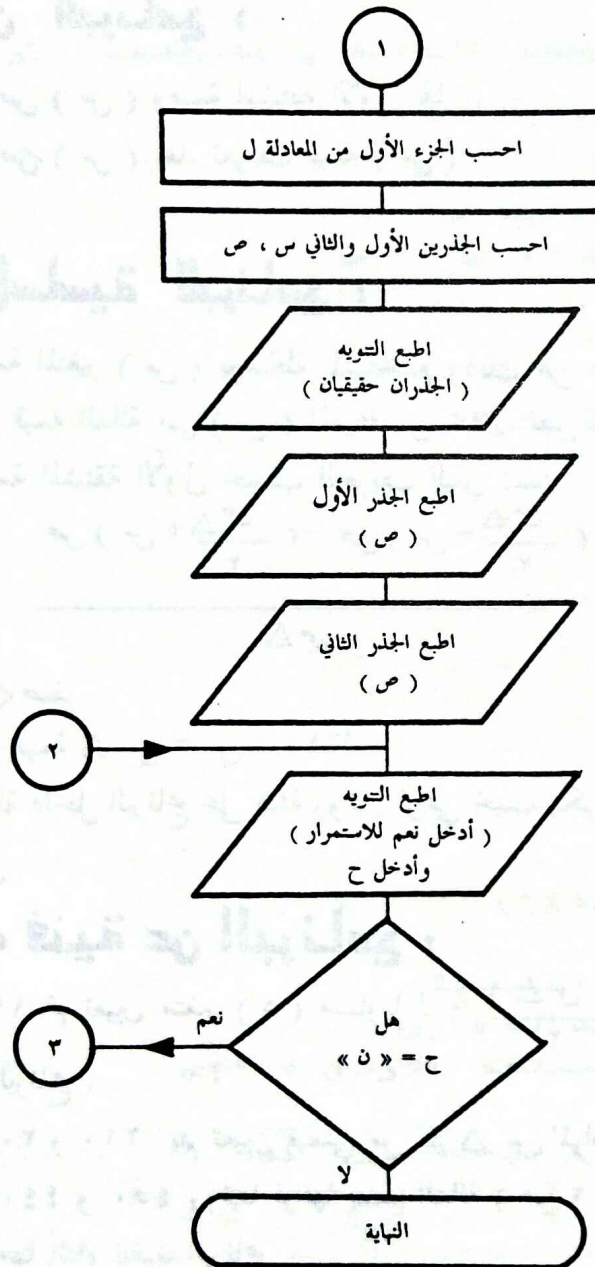 ١
احسب الجزء الأول من المعادلة ل
احسب الجذرين الأول والثاني س ، ص
اطبع التنويه
( الجذران حقيقيان )
اطبع الجذر الأول
( ص )
اطبع الجذر الثاني
( ص )
٢
اطبع التنويه
( أدخل نعم للاستمرار )
وأدخل ح
هل
ح = « ن »
نعم
٣
لا
النهاية